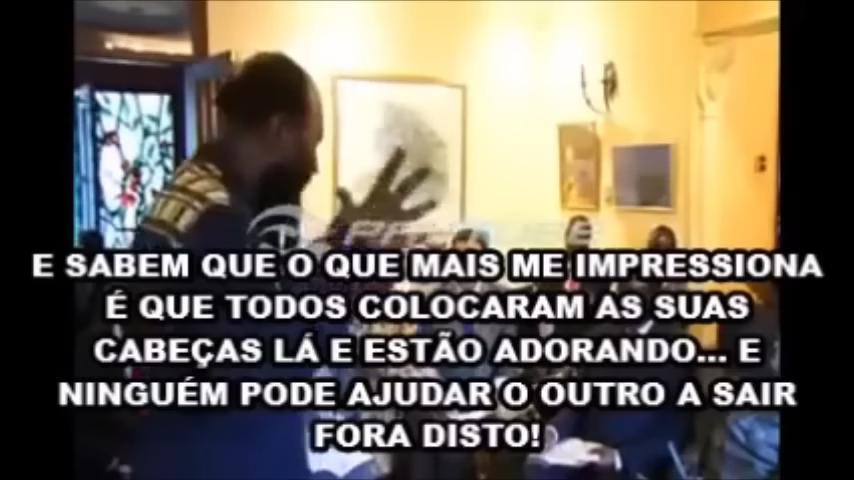 E SABEM QUE O QUE MAIS ME IMPRESSIONA
É QUE TODOS COLOCARAM AS SUAS
CABEÇAS LÁ E ESTÃO ADORANDO... E
NINGUÉM PODE AJUDAR O OUTRO A SAIR
FORA DISTO!